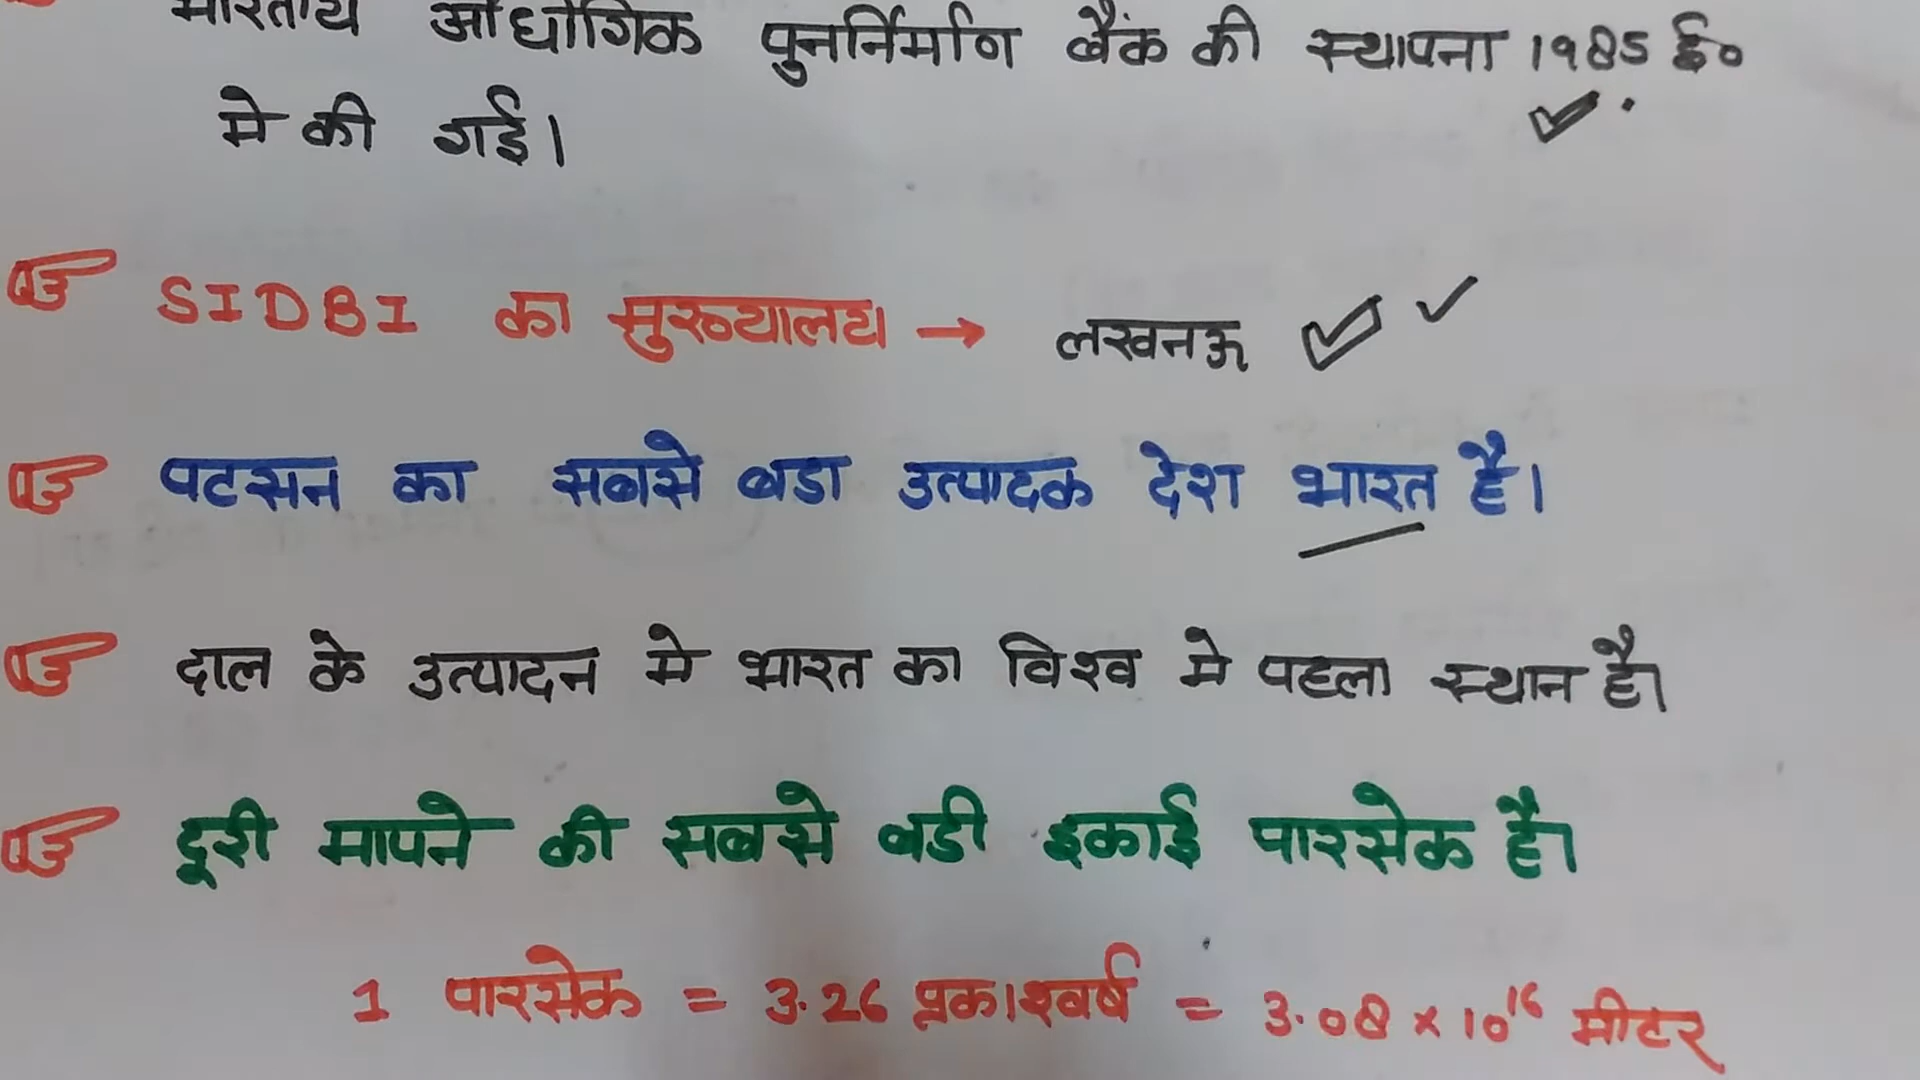 भारतीय औधोगिक पुनर्निर्माण बैंक की स्थापना 1985 ई०
मे की गई।
SIDBI का मुख्यालय → लखनऊ
पटसन का सबसे बडा उत्पादक देश भारत है।
दाल के उत्पादन मे भारत का विश्व मे पहला स्थान है।
दूरी मापने की सबसे बडी इकाई पारसेक है।
1 पारसेक = 3.26 प्रकाशवर्ष = 3.08 × 10¹⁶ मीटर